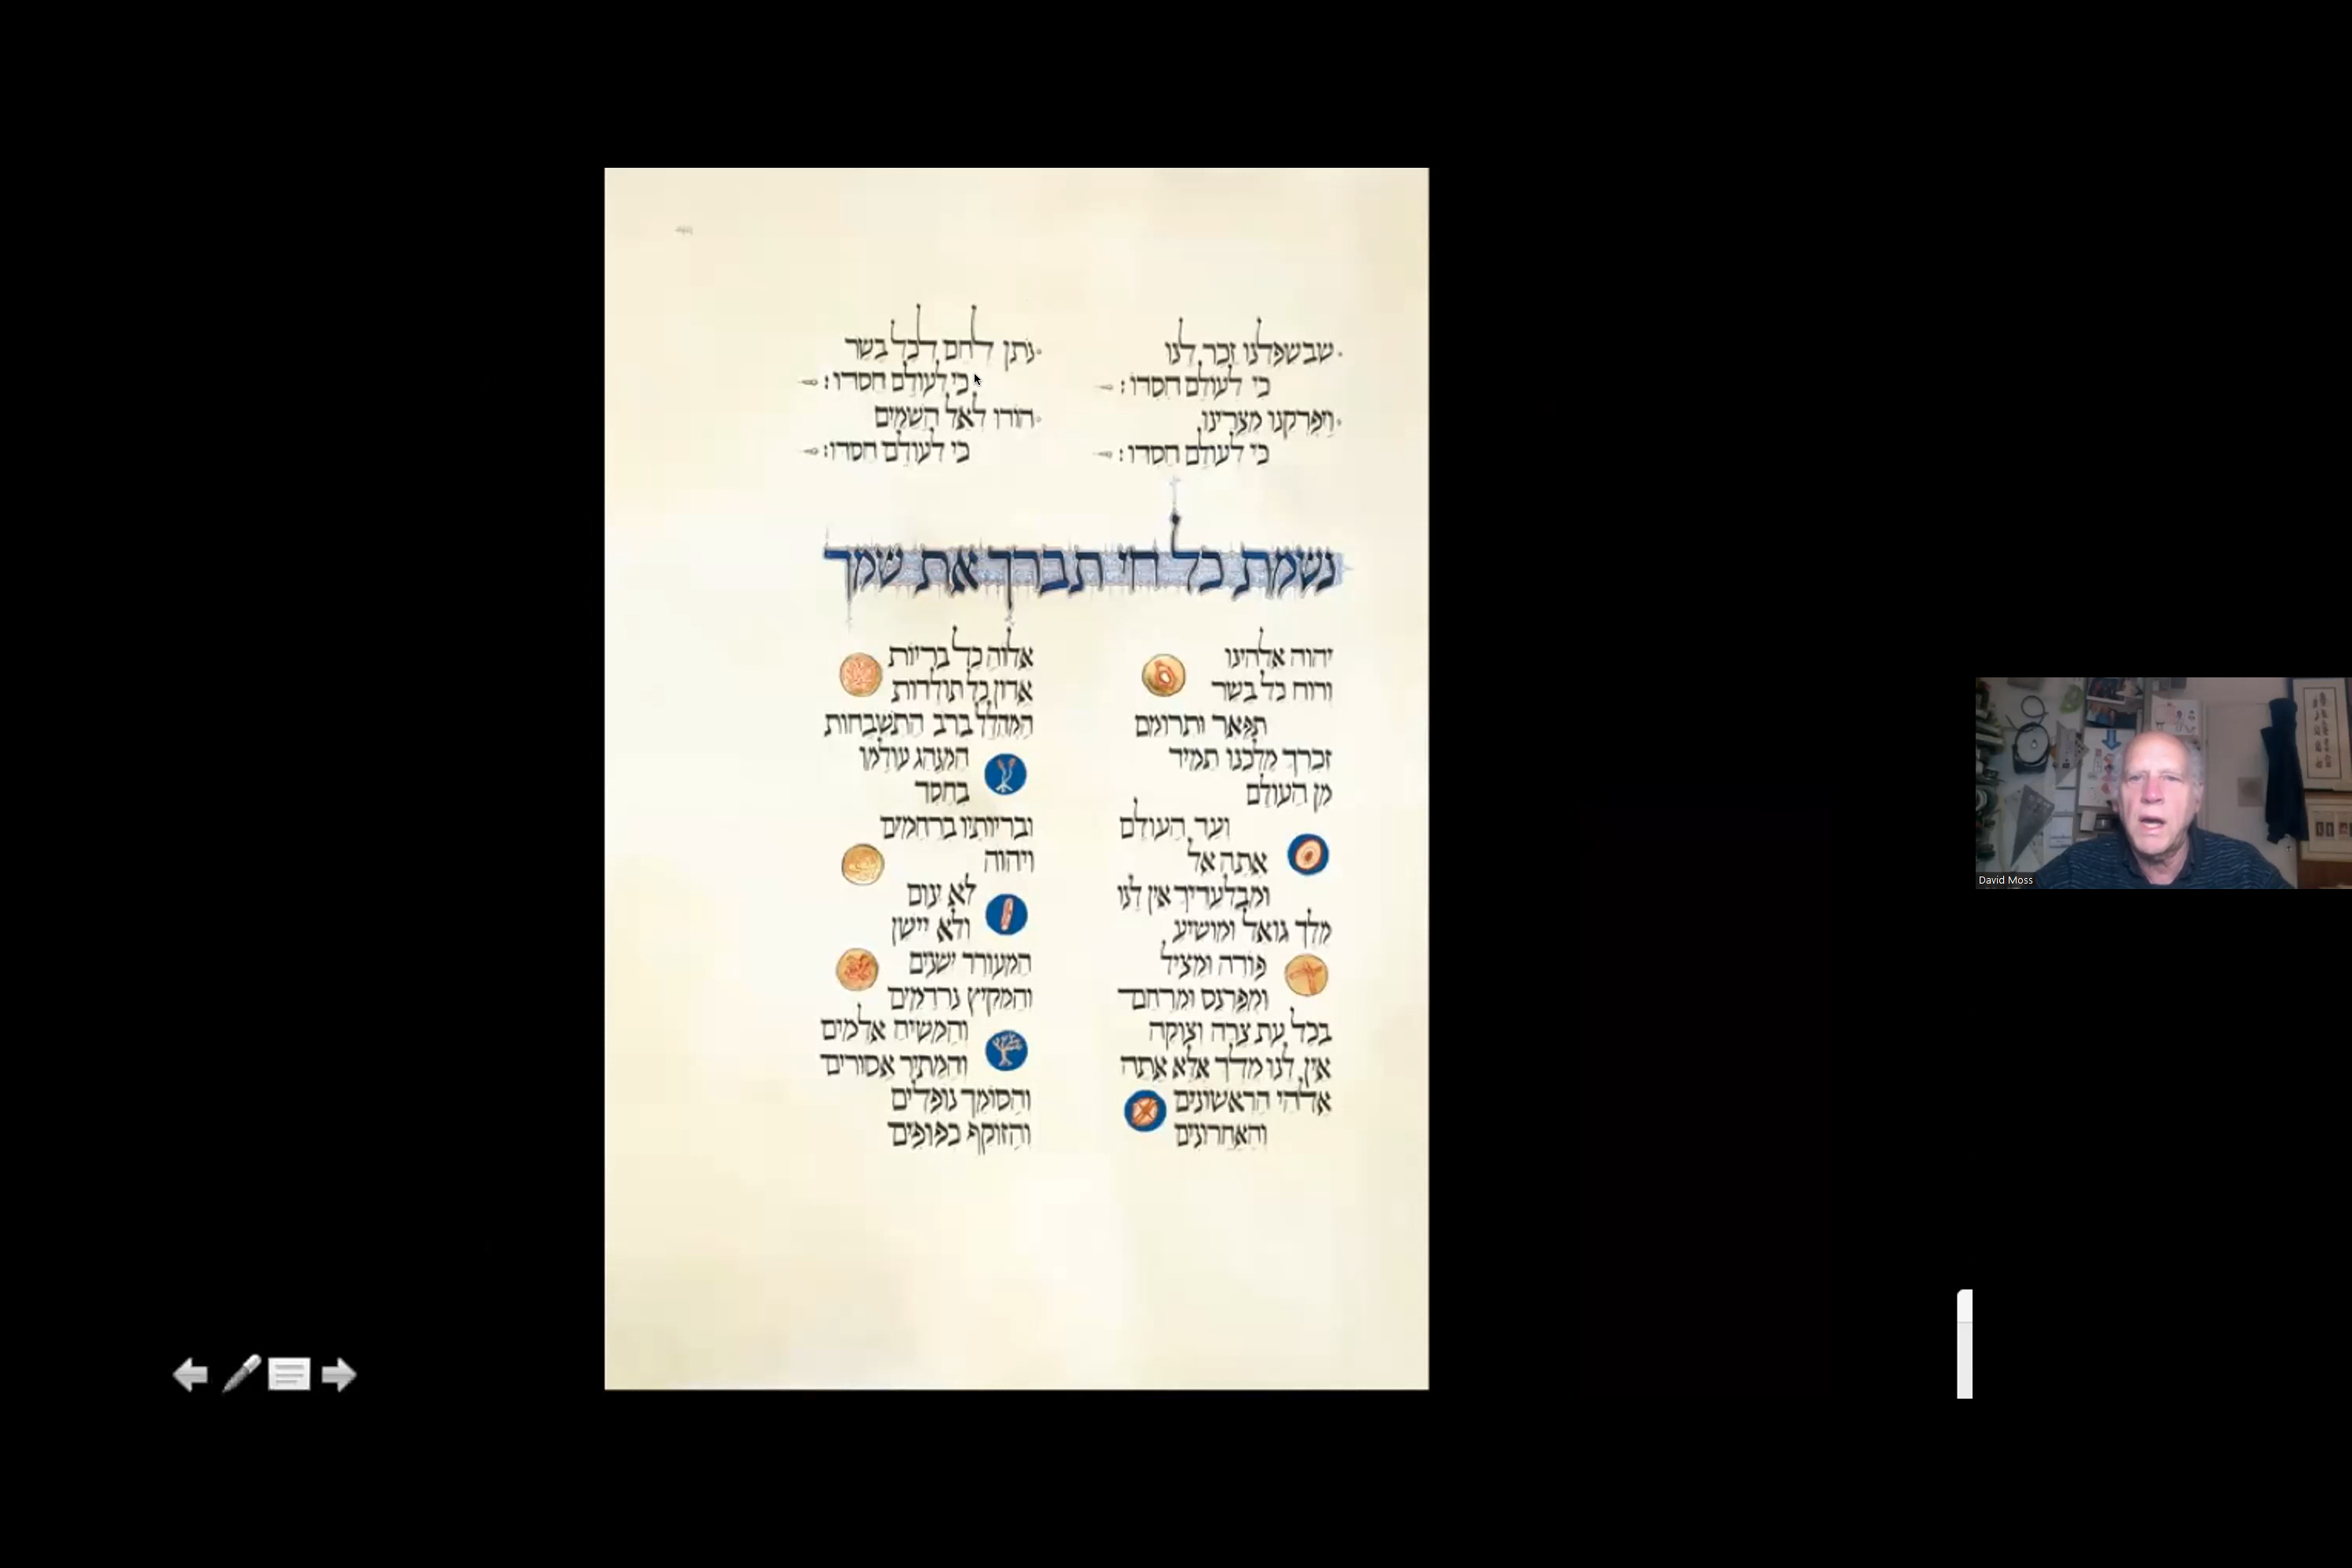 שבשפלנו זכר לנו
כי לעולם חסדו:
ויפרקנו מצרינו
כי לעולם חסדו:
נותן לחם לכל בשר
כי לעולם חסדו:
הודו לאל השמים
כי לעולם חסדו:
נשמת כל חי תברך את שמך
יהוה אלהינו
ורוח כל בשר
תפאר ותרומם
זכרך מלכנו תמיד
מן העולם
ועד העולם
אתה אל
ומבלעדיך אין לנו
מלך גואל ומושיע
פודה ומציל
ומפרנס ומרחם
בכל עת צרה וצוקה
אין לנו מלך אלא אתה
אלהי הראשונים
והאחרונים
אלוה כל בריות
אדון כל תולדות
המהלל ברב התשבחות
המנהג עולמו
בחסד
ובריותיו ברחמים
ויהוה
לא ינום
ולא יישן
המעורר ישנים
והמקיץ נרדמים
והמשיח אלמים
והמתיר אסורים
והסומך נופלים
והזוקף כפופים
David Moss